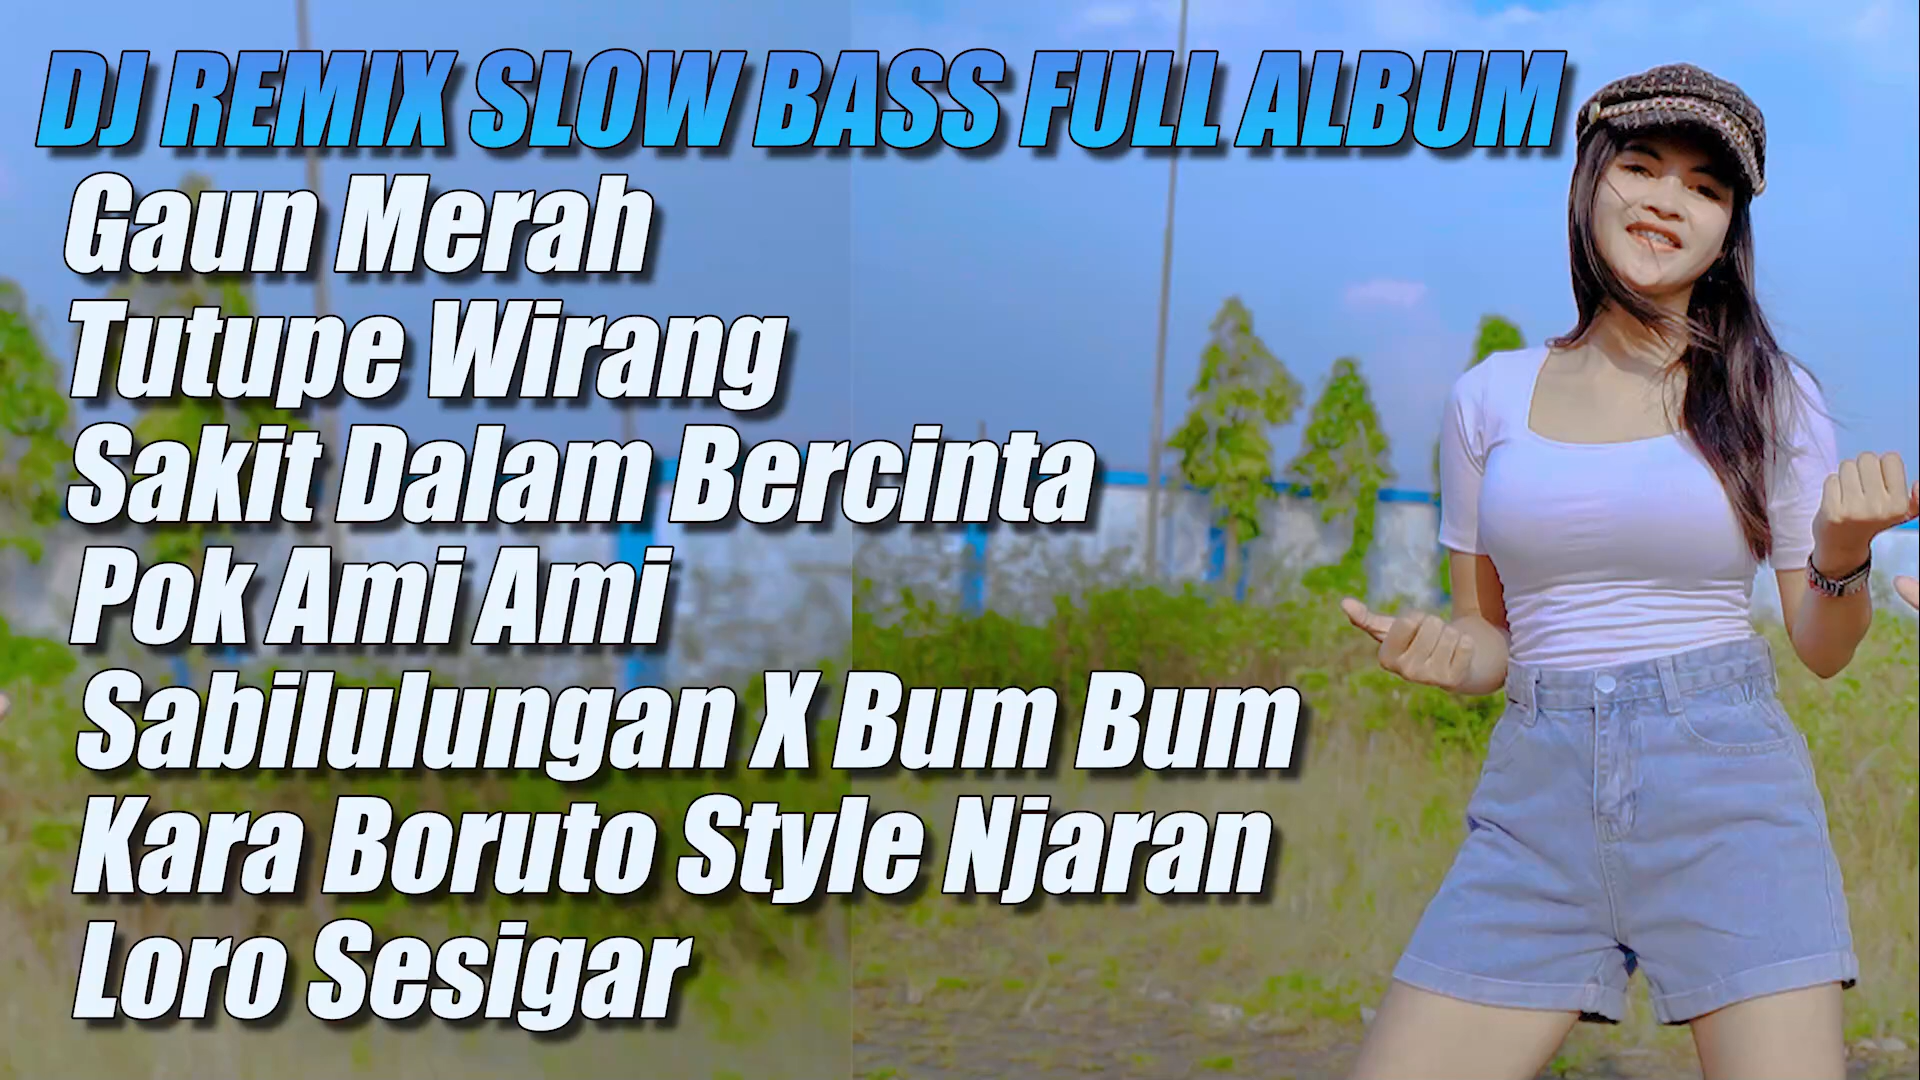 DJ REMIX SLOW BASS FULL ALBUM
Gaun Merah
Tutupe Wirang
Sakit Dalam Bercinta
Pok Ami Ami
Sabilulungan X Bum Bum
Kara Boruto Style Njaran
Loro Sesigar